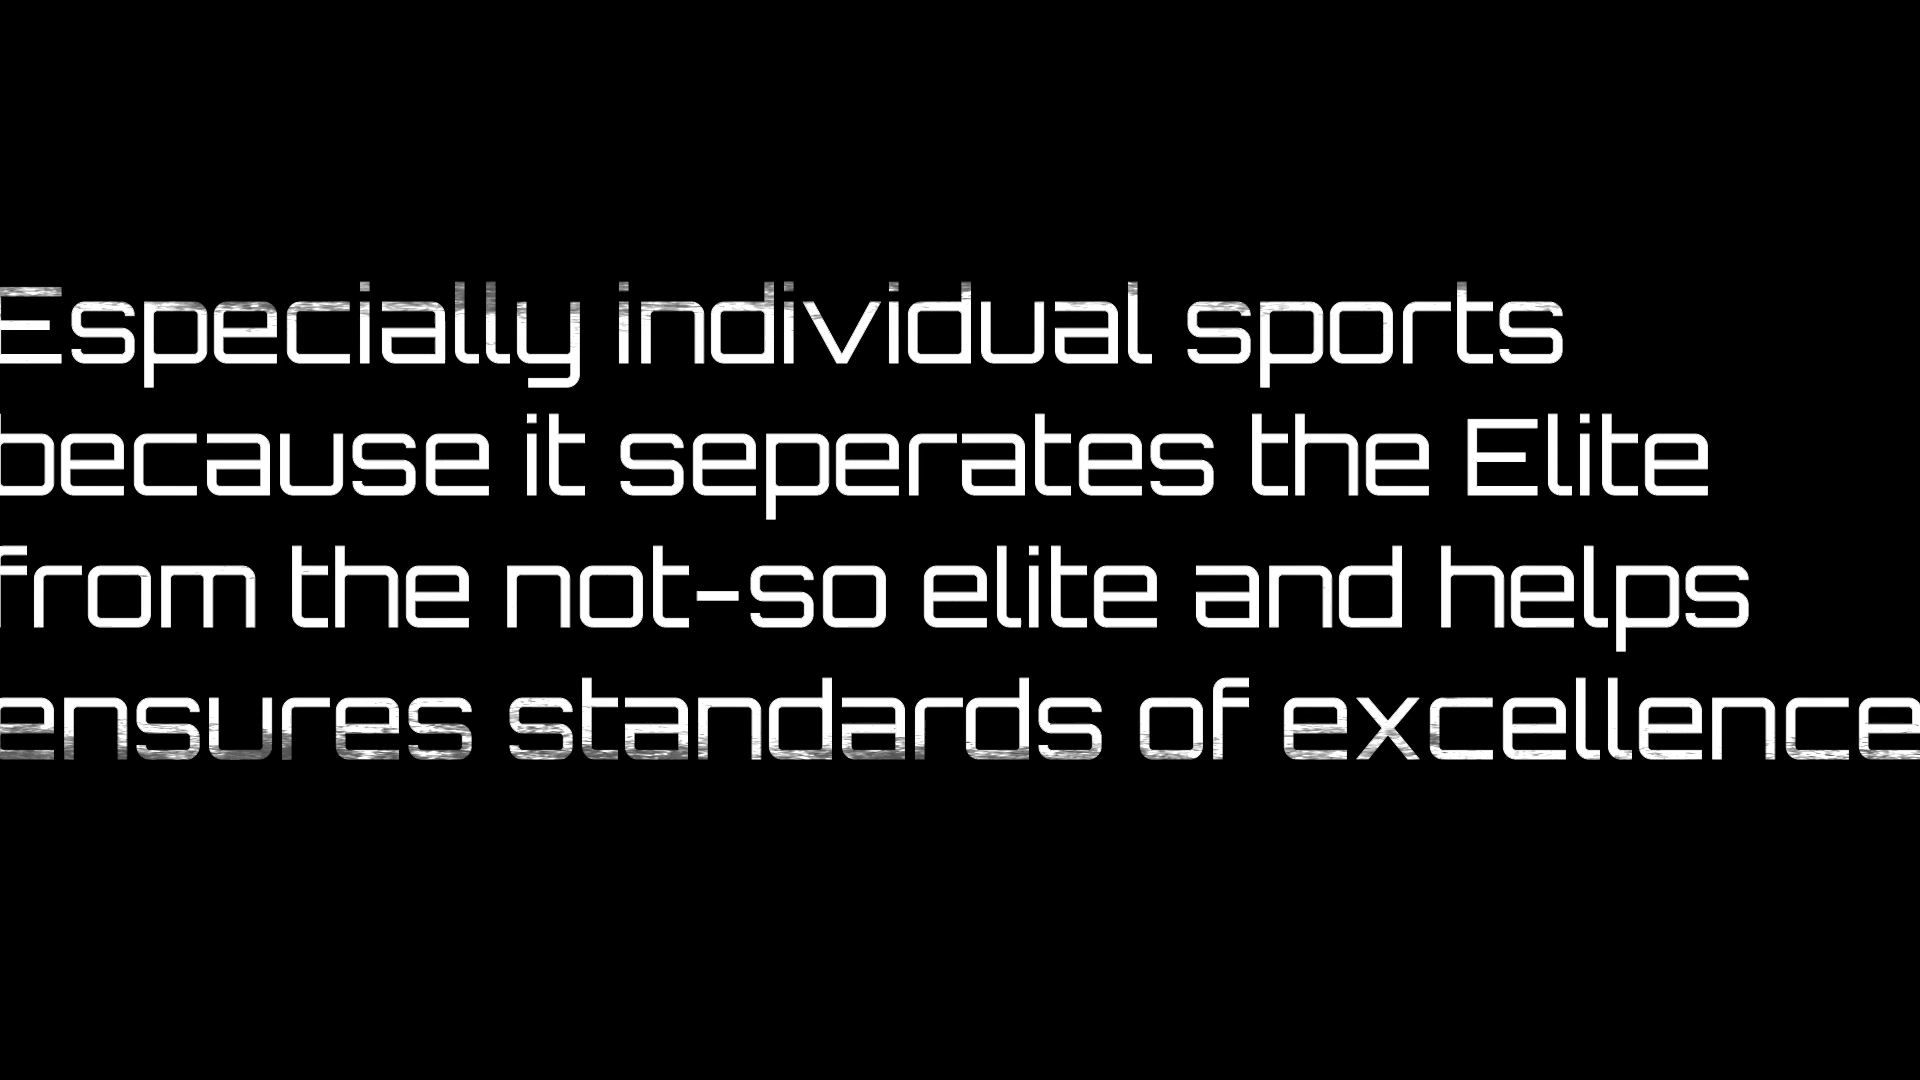 Especially individual sports
because it seperates the Elite
from the not-so elite and helps
ensures standards of excellence